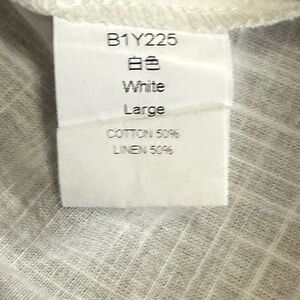 B1Y225
白色
White
Large
COTTON 50%
LINEN 50%